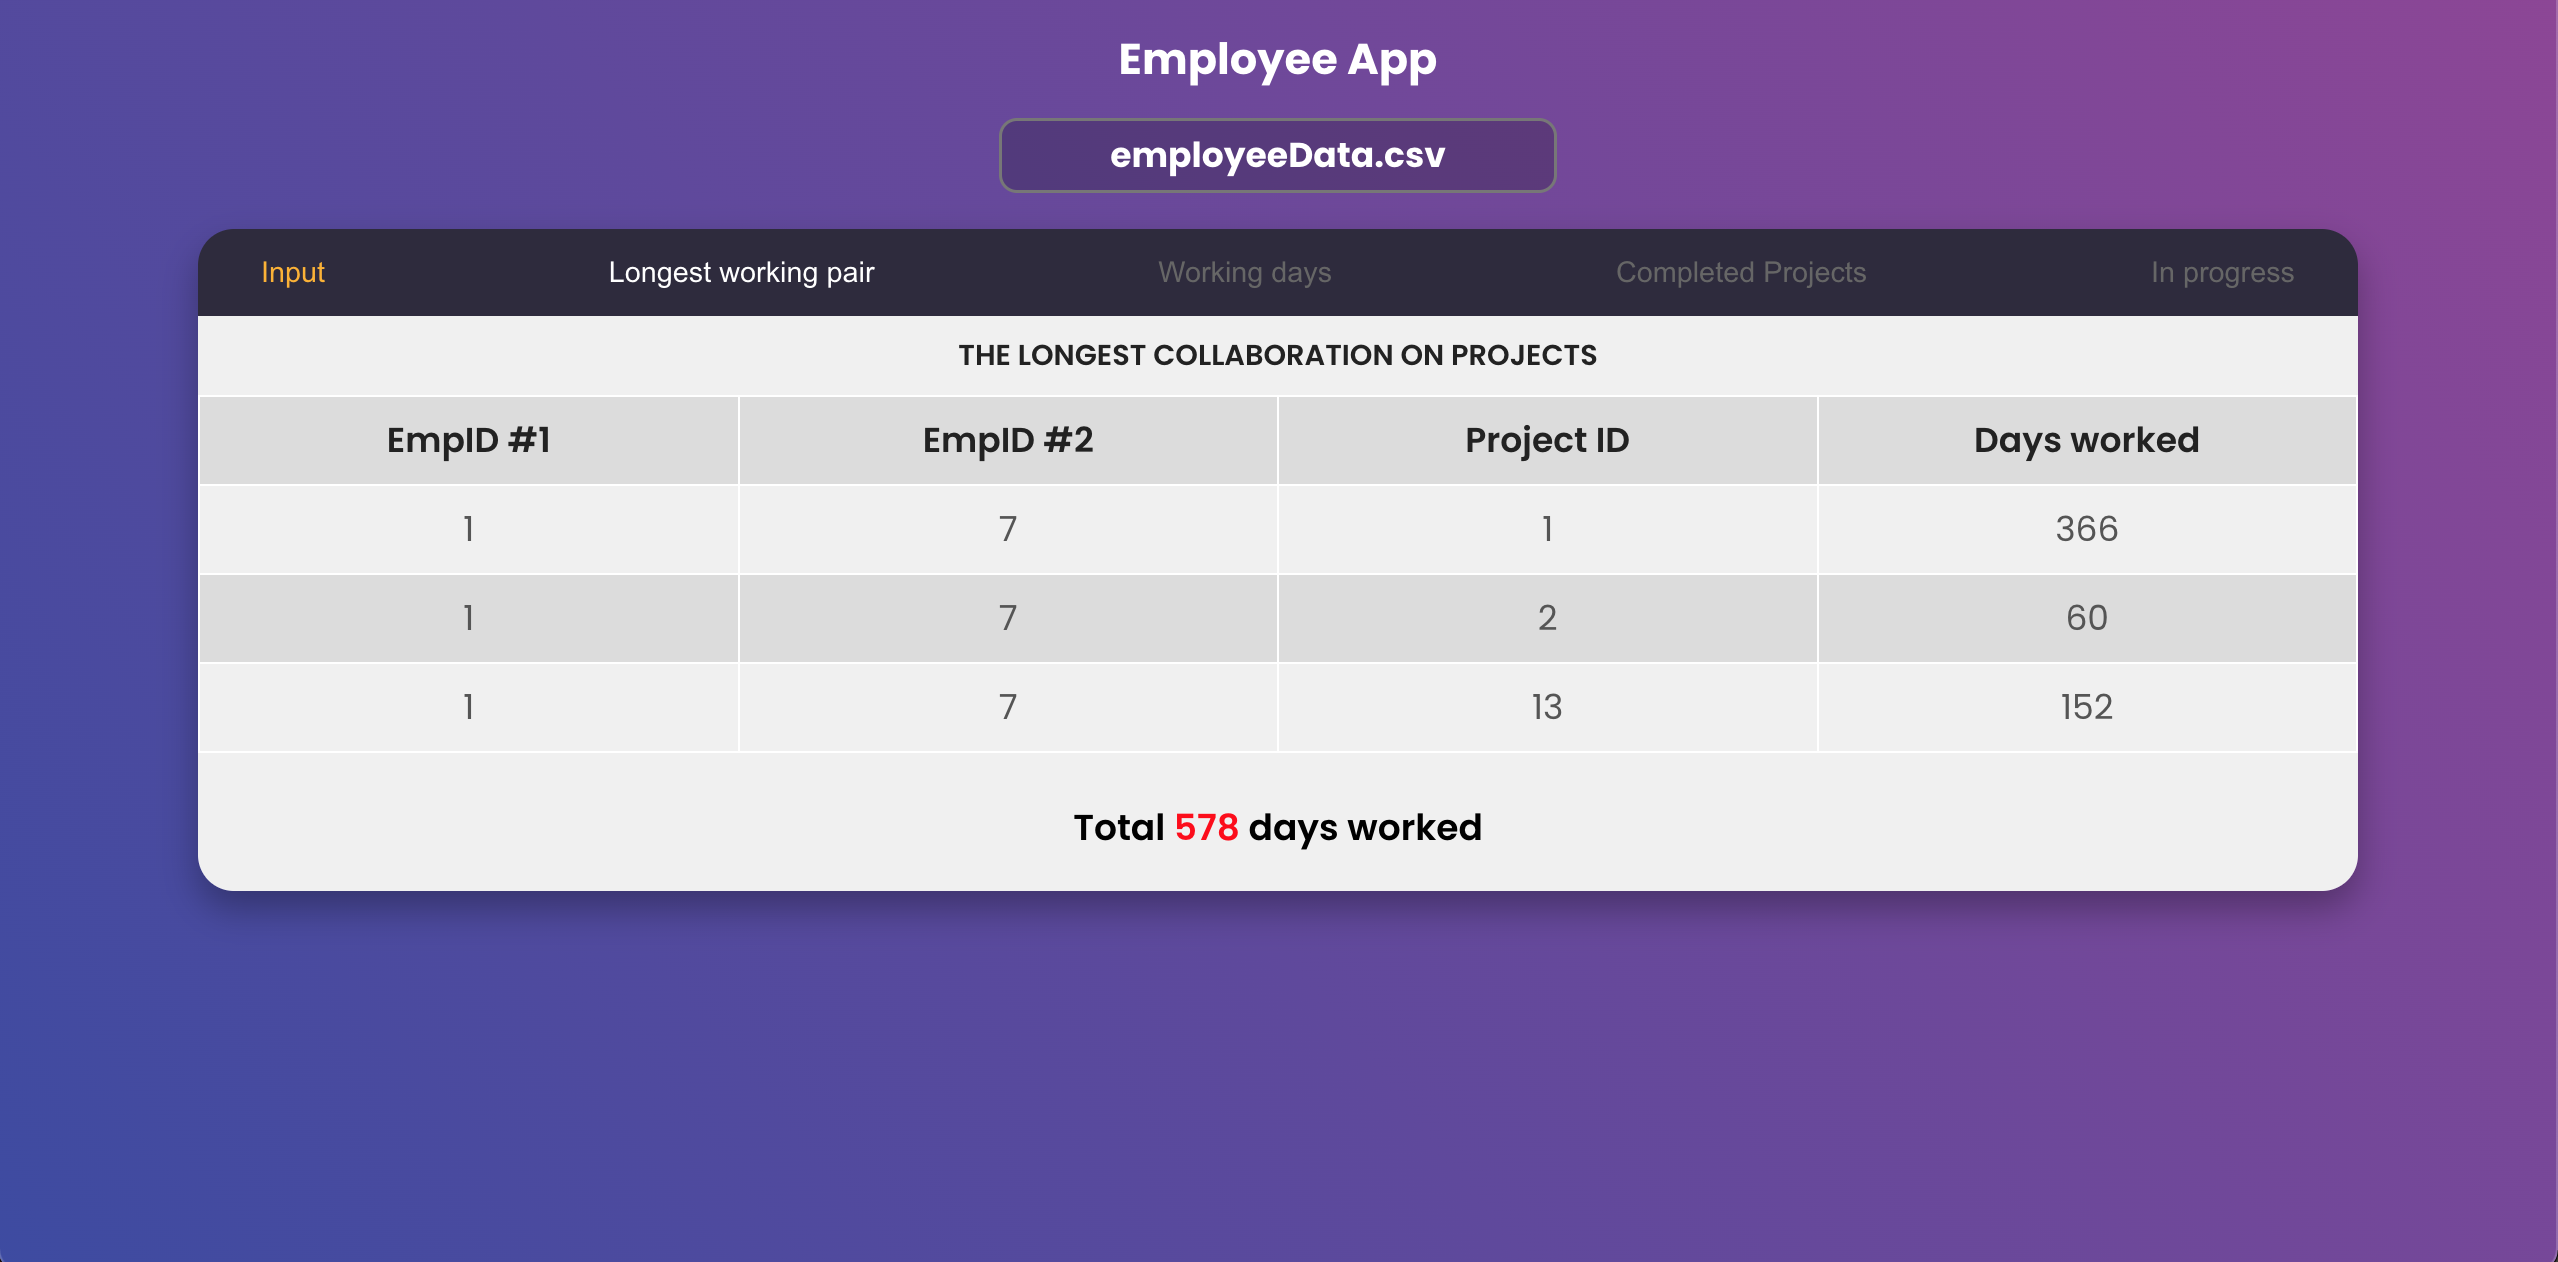 Employee App
employeeData.csv
Input Longest working pair Working days Completed Projects In progress
THE LONGEST COLLABORATION ON PROJECTS
EmpID #1 EmpID #2 Project ID Days worked
1 7 1 366
1 7 2 60
1 7 13 152
Total 578 days worked